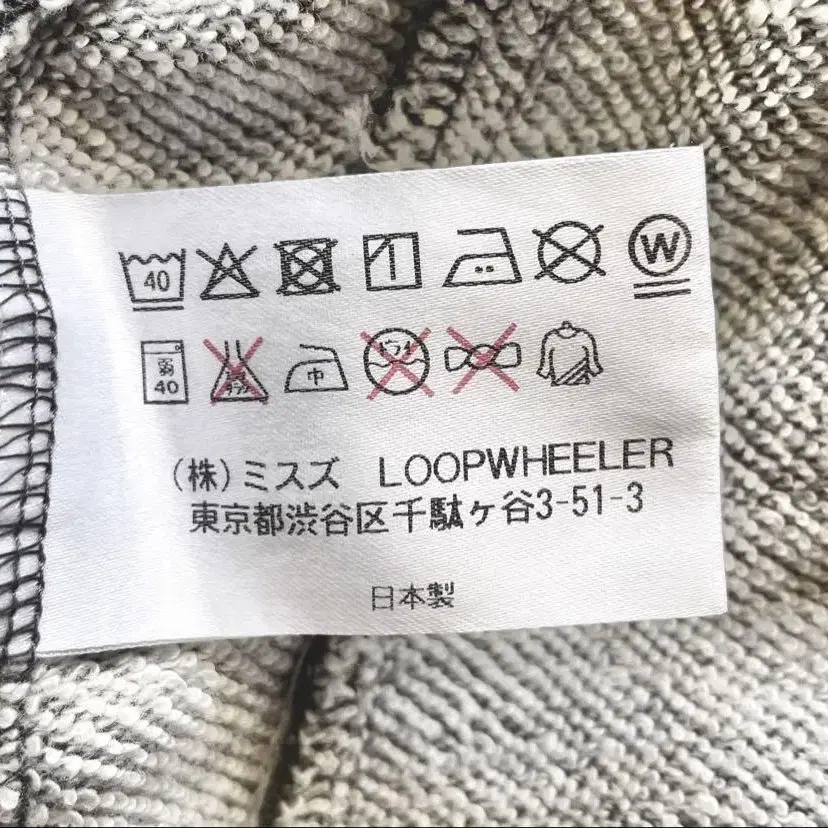 40 W
弱 40 中 ドライ
(株)ミスズ LOOPWHEELER
東京都渋谷区千駄ヶ谷3-51-3
日本製